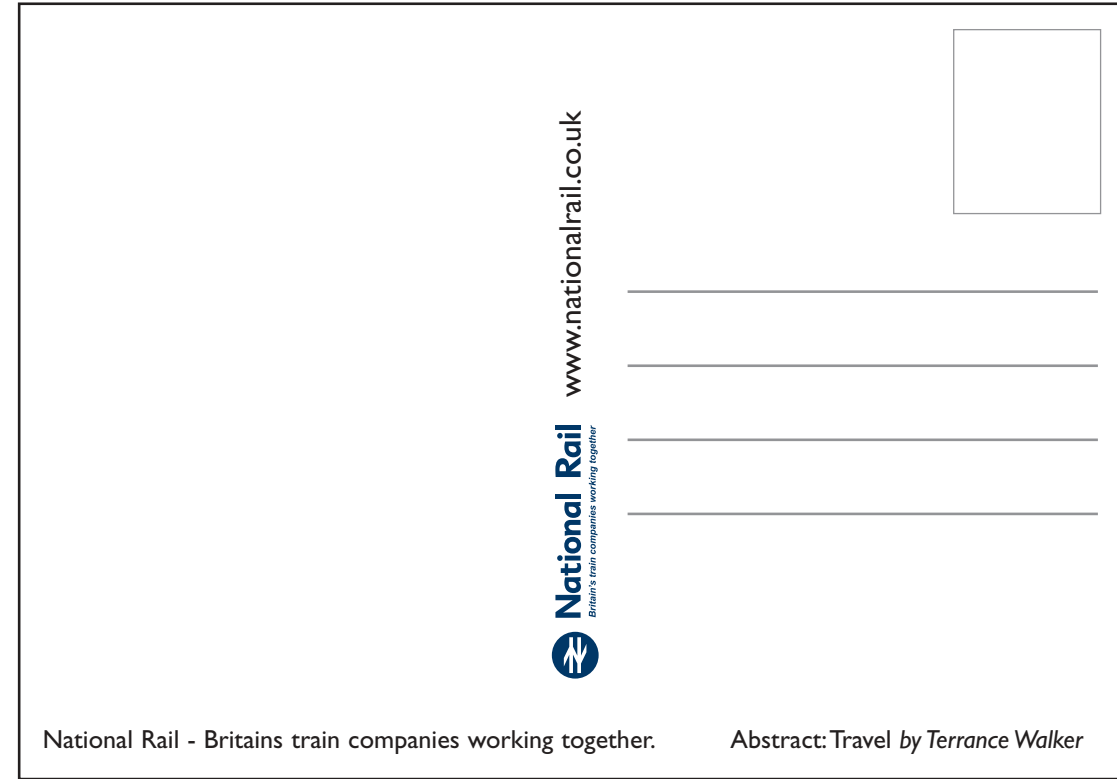 www.nationalrail.co.uk
National Rail
Britain's train companies working together
National Rail - Britains train companies working together.
Abstract: Travel by Terrance Walker